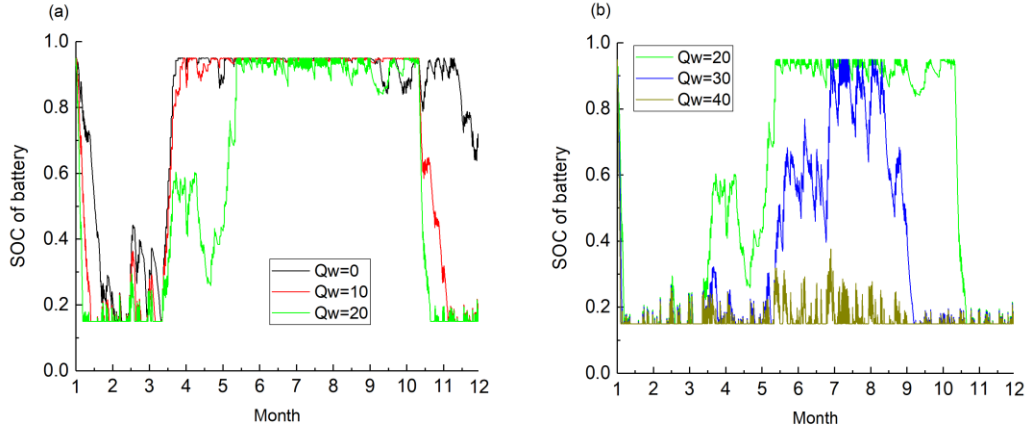 (a)
1.0
0.8
0.6
0.4
0.2
0.0
SOC of battery
Qw=0
Qw=10
Qw=20
1 2 3 4 5 6 7 8 9 10 11 12
Month
(b)
1.0
0.8
0.6
0.4
0.2
0.0
SOC of battery
Qw=20
Qw=30
Qw=40
1 2 3 4 5 6 7 8 9 10 11 12
Month